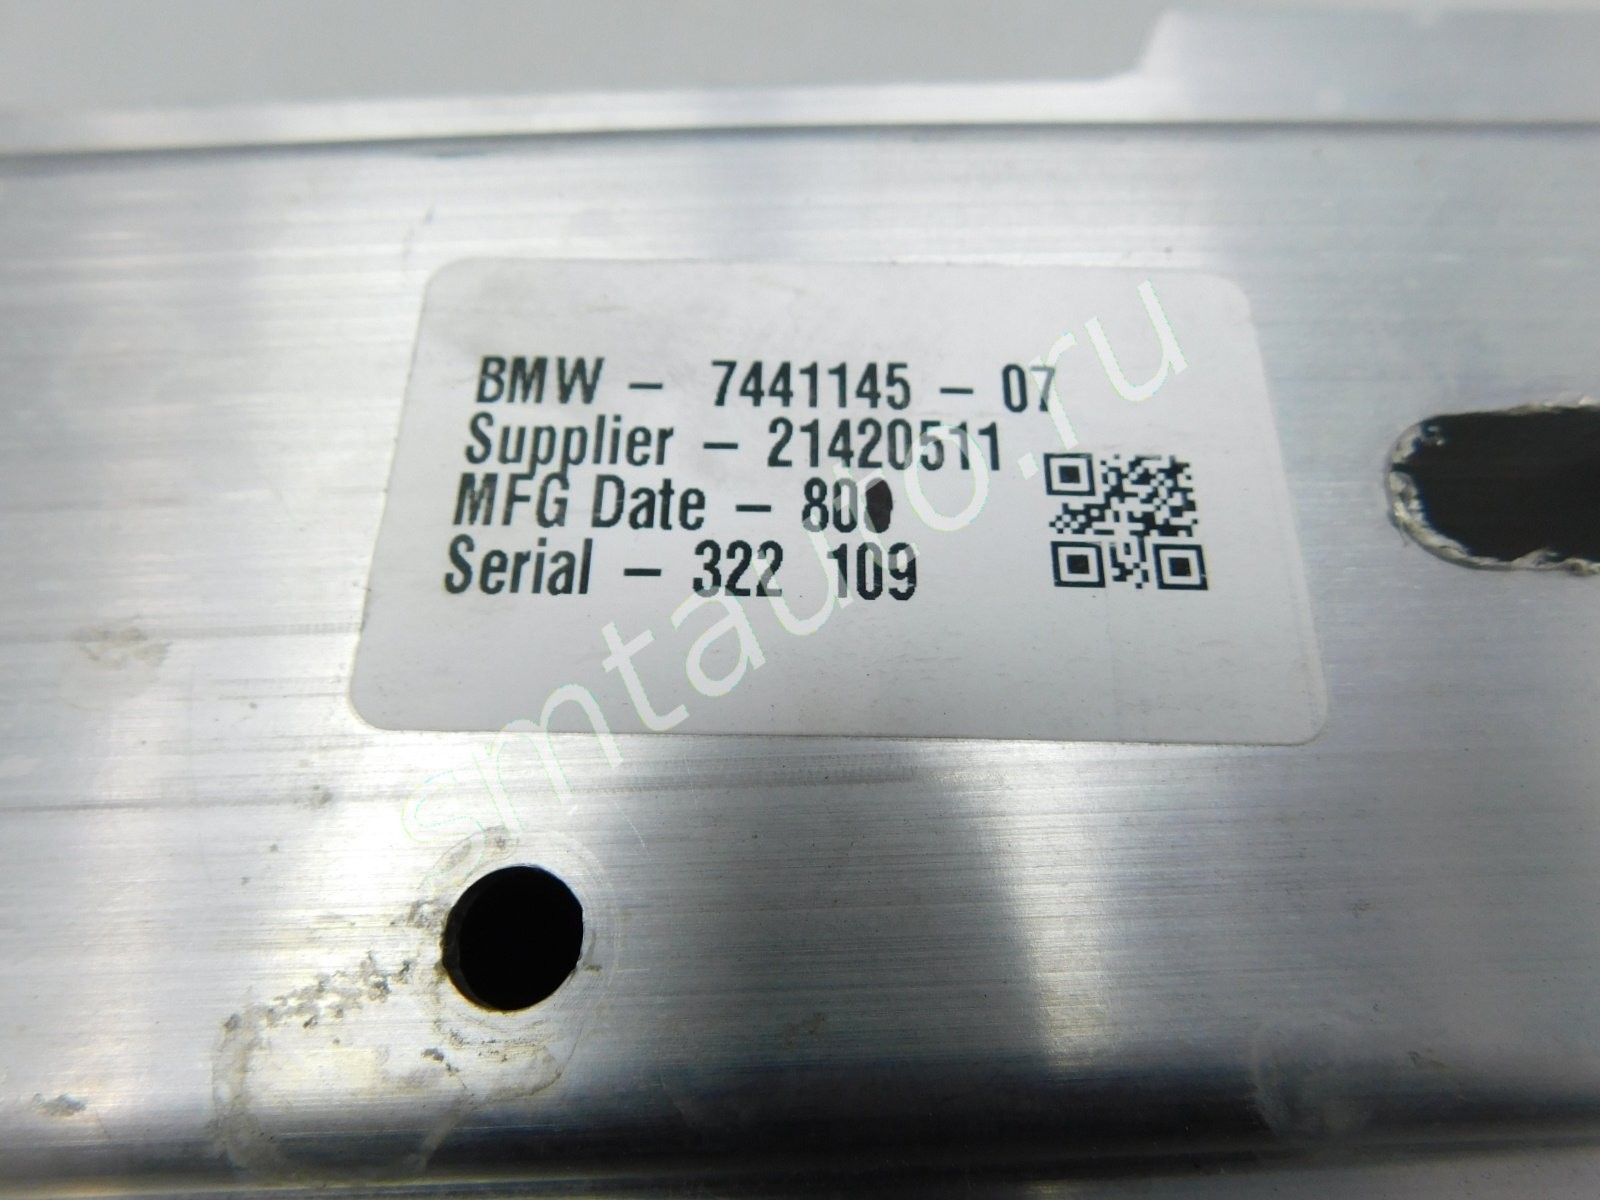 BMW - 7441145 - 07
Supplier - 21420511
MFG Date - 80
Serial - 322 109
smtauto.ru